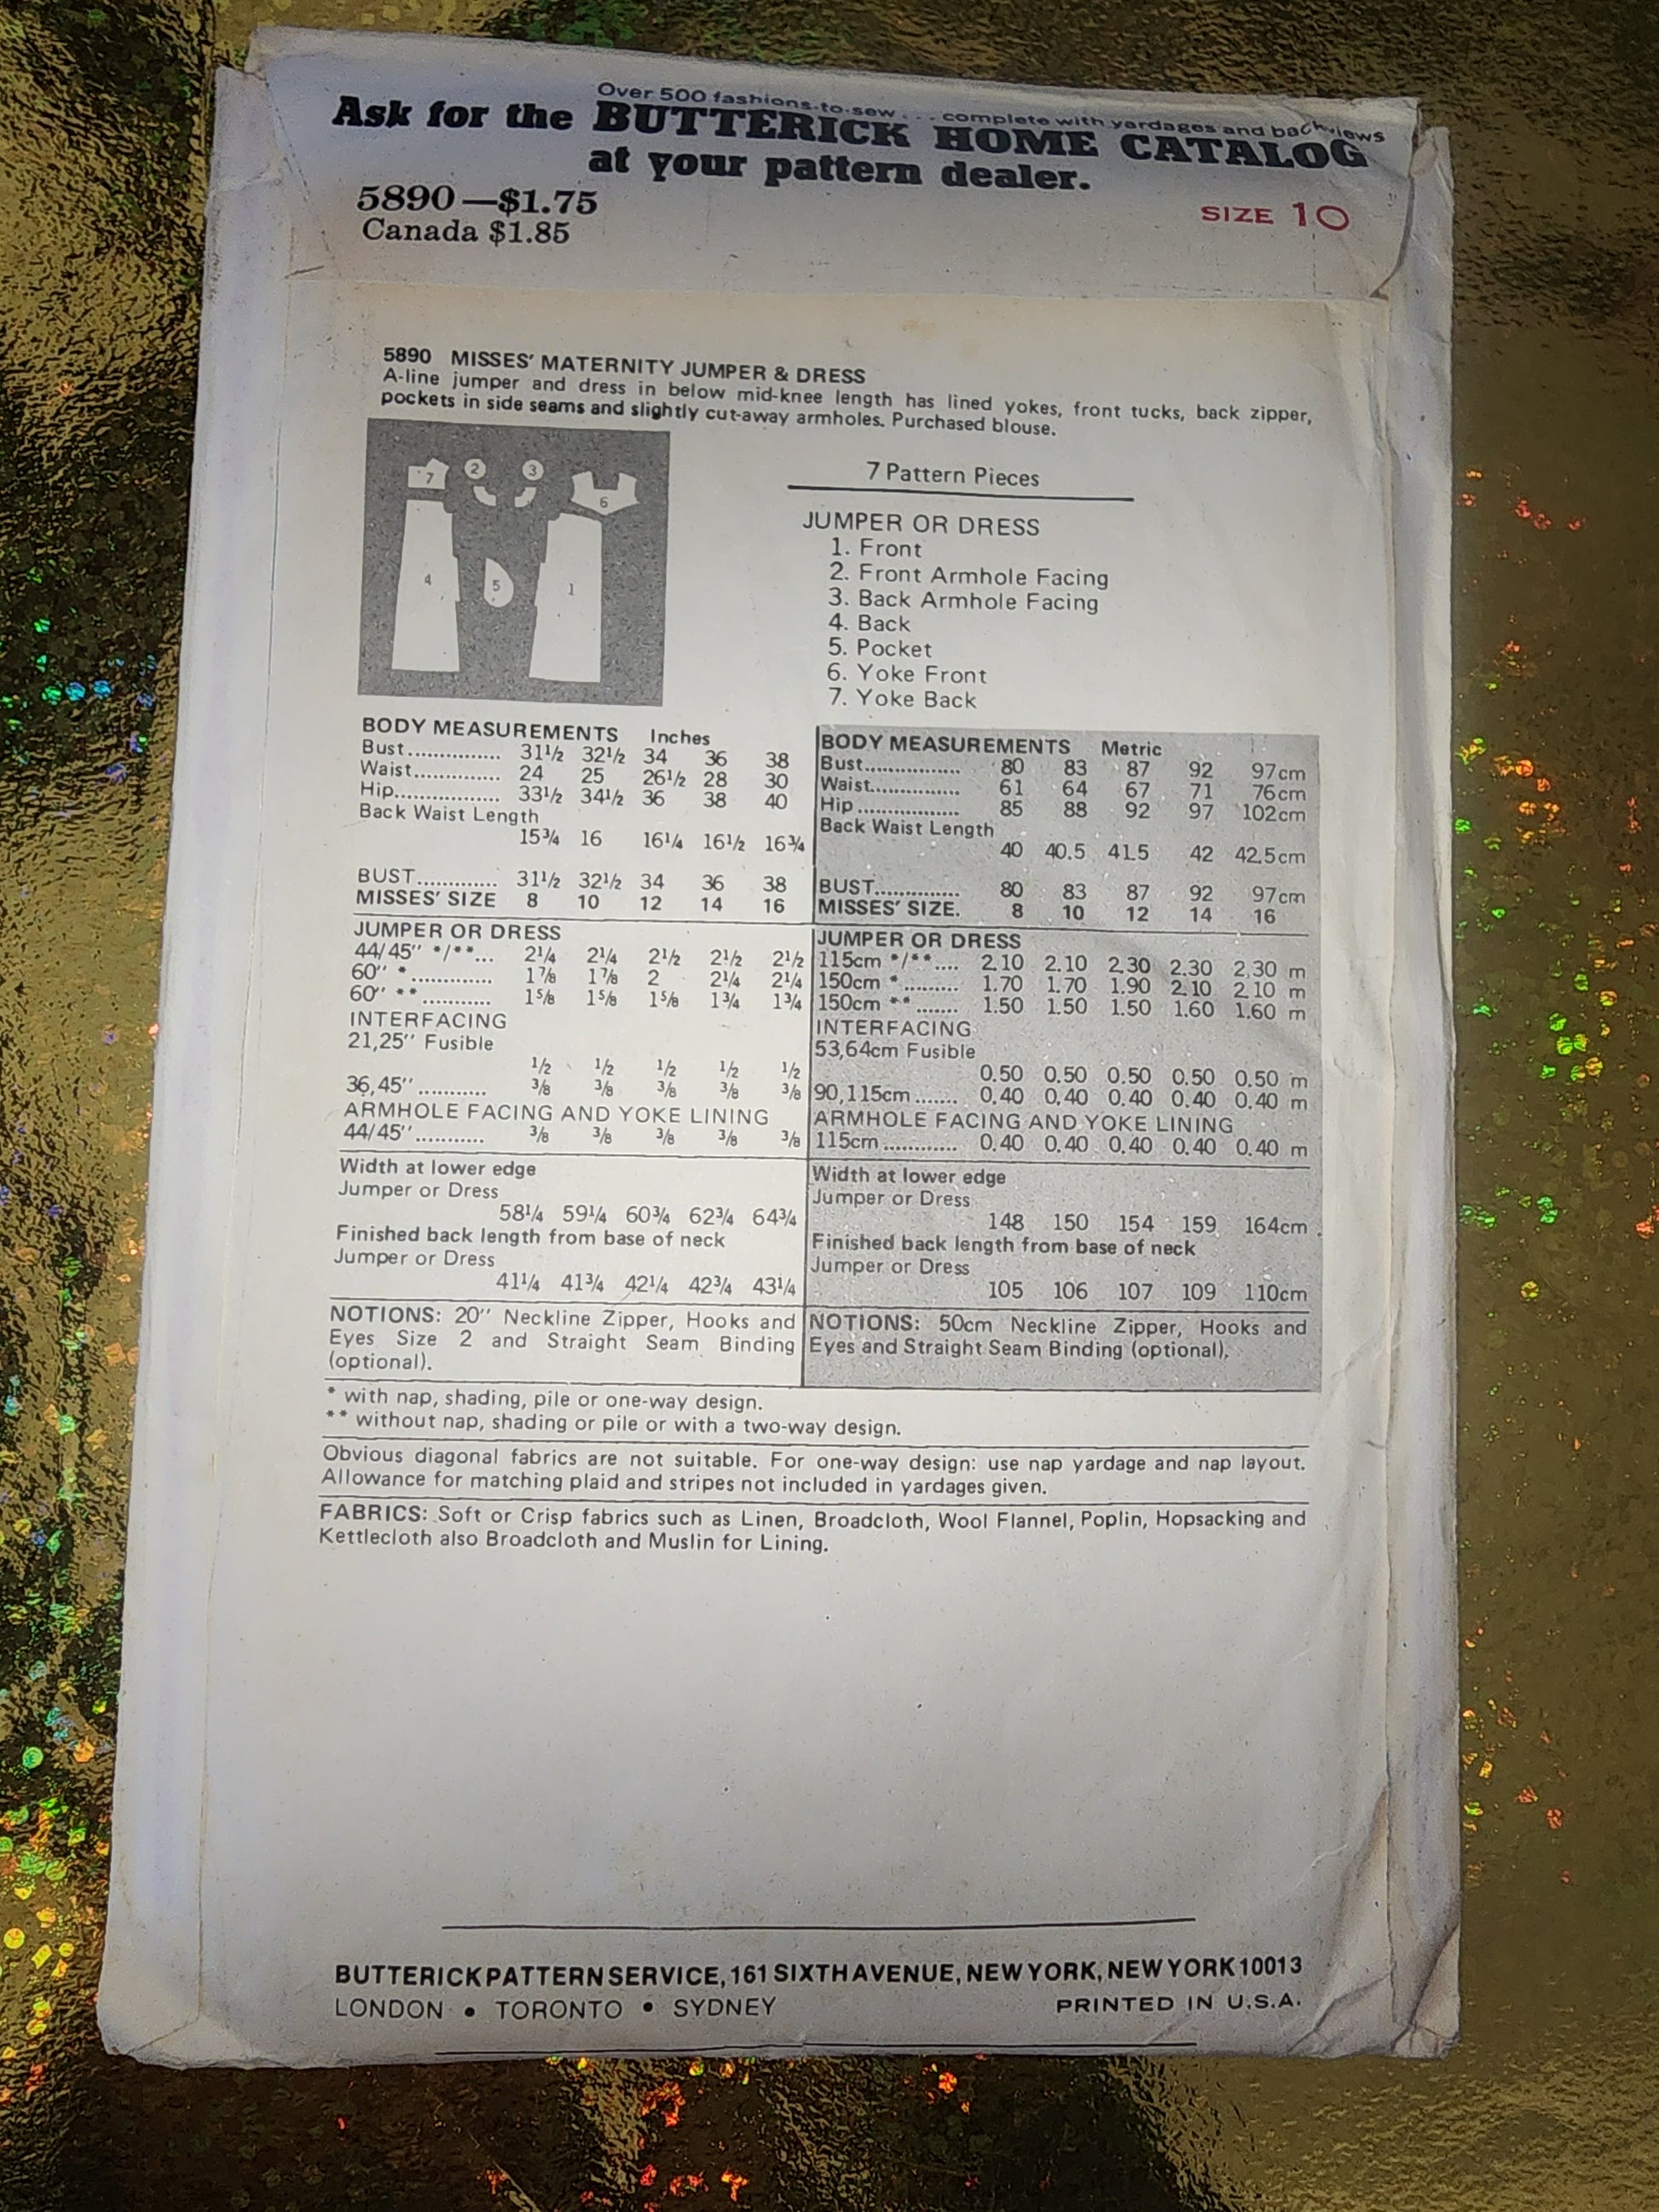 Over 500 fashions-to-sew... complete with yardages and back views
Ask for the BUTTERICK HOME CATALOG
at your pattern dealer.
5890—$1.75
Canada $1.85
SIZE 10
5890 MISSES' MATERNITY JUMPER & DRESS
A-line jumper and dress in below mid-knee length has lined yokes, front tucks, back zipper,
pockets in side seams and slightly cut-away armholes. Purchased blouse.
7 2 3 6
4 5 1
7 Pattern Pieces
JUMPER OR DRESS
1. Front
2. Front Armhole Facing
3. Back Armhole Facing
4. Back
5. Pocket
6. Yoke Front
7. Yoke Back
BODY MEASUREMENTS Inches
Bust.............. 31½ 32½ 34 36 38
Waist.............. 24 25 26½ 28 30
Hip................. 33½ 34½ 36 38 40
Back Waist Length
15¾ 16 16¼ 16½ 16¾
BUST............. 31½ 32½ 34 36 38
MISSES' SIZE 8 10 12 14 16
JUMPER OR DRESS
44/45" */**... 2¼ 2¼ 2½ 2½ 2½
60" *............. 1⅞ 1⅞ 2 2¼ 2¼
60" **........... 1⅝ 1⅝ 1⅝ 1¾ 1¾
INTERFACING
21,25" Fusible
½ ½ ½ ½ ½
36,45"........... ⅜ ⅜ ⅜ ⅜ ⅜
ARMHOLE FACING AND YOKE LINING
44/45"........... ⅜ ⅜ ⅜ ⅜ ⅜
Width at lower edge
Jumper or Dress
58¼ 59¼ 60¾ 62¾ 64¾
Finished back length from base of neck
Jumper or Dress
41¼ 41¾ 42¼ 42¾ 43¼
NOTIONS: 20" Neckline Zipper, Hooks and
Eyes Size 2 and Straight Seam Binding
(optional).
BODY MEASUREMENTS Metric
Bust................ 80 83 87 92 97cm
Waist.............. 61 64 67 71 76cm
Hip................. 85 88 92 97 102cm
Back Waist Length
40 40.5 41.5 42 42.5cm
BUST.............. 80 83 87 92 97cm
MISSES' SIZE. 8 10 12 14 16
JUMPER OR DRESS
115cm */**.... 2.10 2.10 2.30 2.30 2.30 m
150cm *......... 1.70 1.70 1.90 2.10 2.10 m
150cm **....... 1.50 1.50 1.50 1.60 1.60 m
INTERFACING
53,64cm Fusible
0.50 0.50 0.50 0.50 0.50 m
90,115cm....... 0.40 0.40 0.40 0.40 0.40 m
ARMHOLE FACING AND YOKE LINING
115cm............ 0.40 0.40 0.40 0.40 0.40 m
Width at lower edge
Jumper or Dress
148 150 154 159 164cm
Finished back length from base of neck
Jumper or Dress
105 106 107 109 110cm
NOTIONS: 50cm Neckline Zipper, Hooks and
Eyes and Straight Seam Binding (optional).
* with nap, shading, pile or one-way design.
** without nap, shading or pile or with a two-way design.
Obvious diagonal fabrics are not suitable. For one-way design: use nap yardage and nap layout.
Allowance for matching plaid and stripes not included in yardages given.
FABRICS: Soft or Crisp fabrics such as Linen, Broadcloth, Wool Flannel, Poplin, Hopsacking and
Kettlecloth also Broadcloth and Muslin for Lining.
BUTTERICK PATTERN SERVICE, 161 SIXTH AVENUE, NEW YORK, NEW YORK 10013
LONDON • TORONTO • SYDNEY PRINTED IN U.S.A.